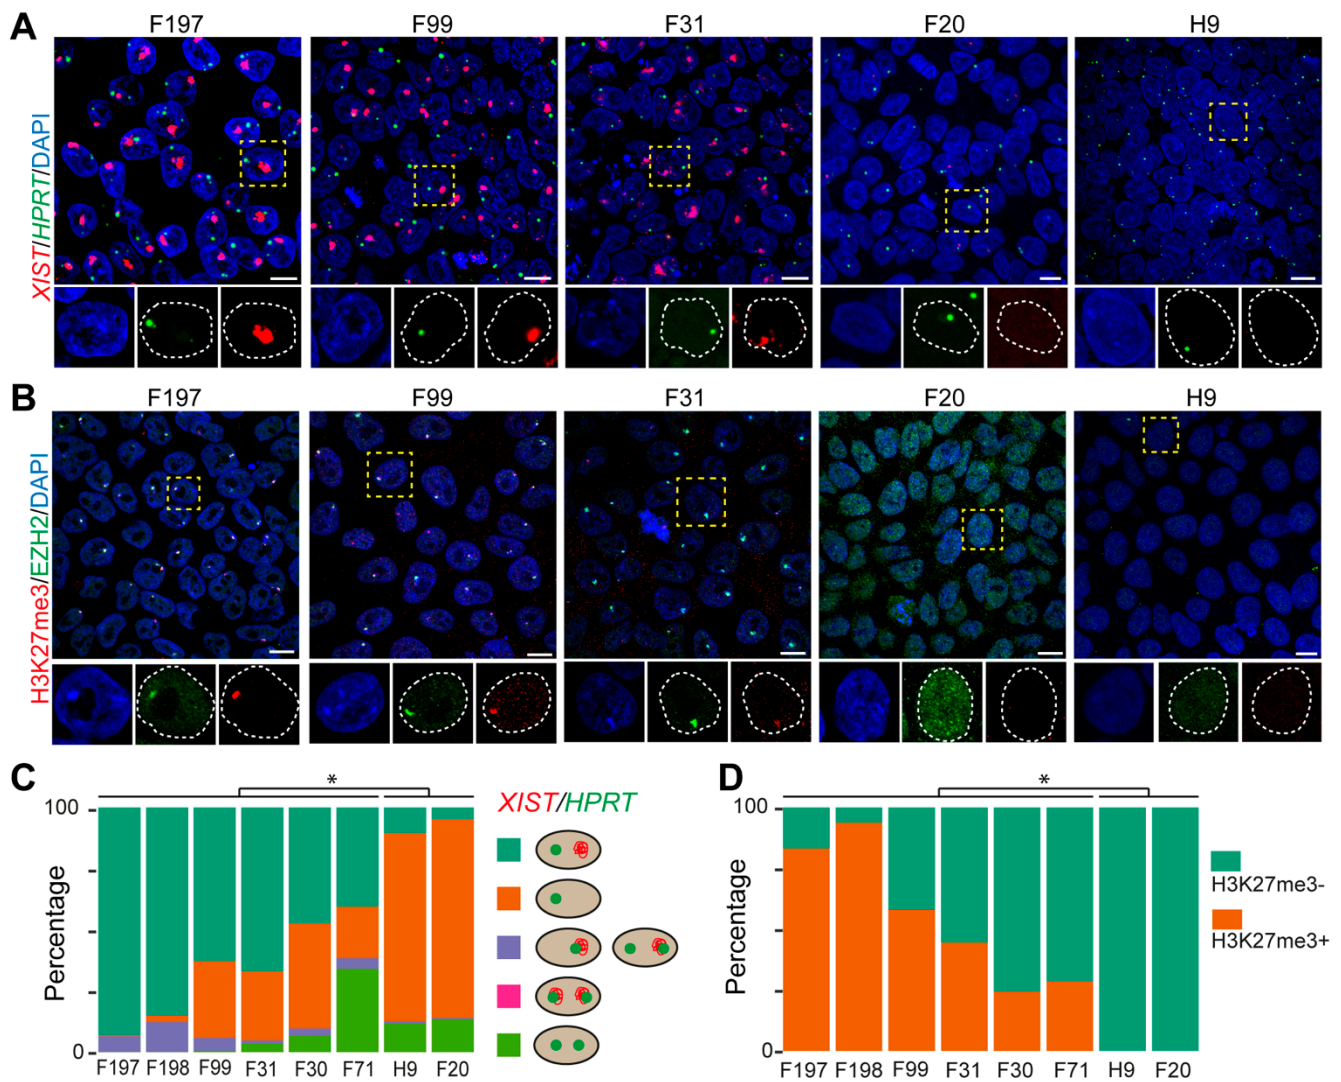 A
F197 F99 F31 F20 H9
XIST/HPRT/DAPI
B
F197 F99 F31 F20 H9
H3K27me3/EZH2/DAPI
C
*
100
Percentage
0
F197 F198 F99 F31 F30 F71 H9 F20
XIST/HPRT
D
*
100
Percentage
0
F197 F198 F99 F31 F30 F71 H9 F20
H3K27me3-
H3K27me3+